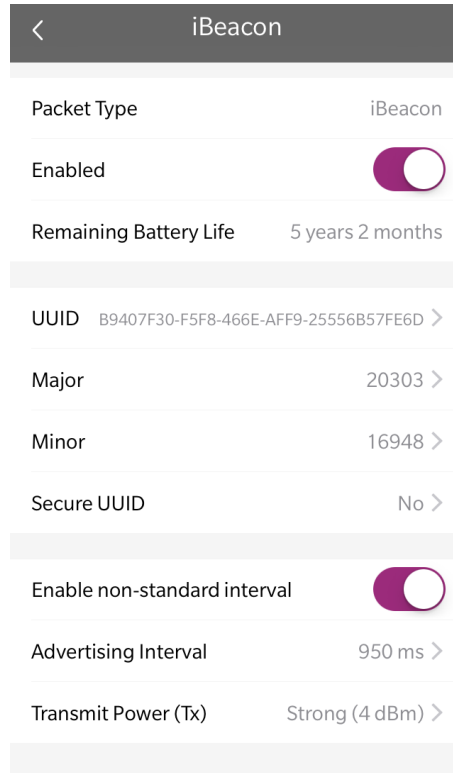 iBeacon
Packet Type iBeacon
Enabled
Remaining Battery Life 5 years 2 months
UUID B9407F30-F5F8-466E-AFF9-25556B57FE6D
Major 20303
Minor 16948
Secure UUID No
Enable non-standard interval
Advertising Interval 950 ms
Transmit Power (Tx) Strong (4 dBm)